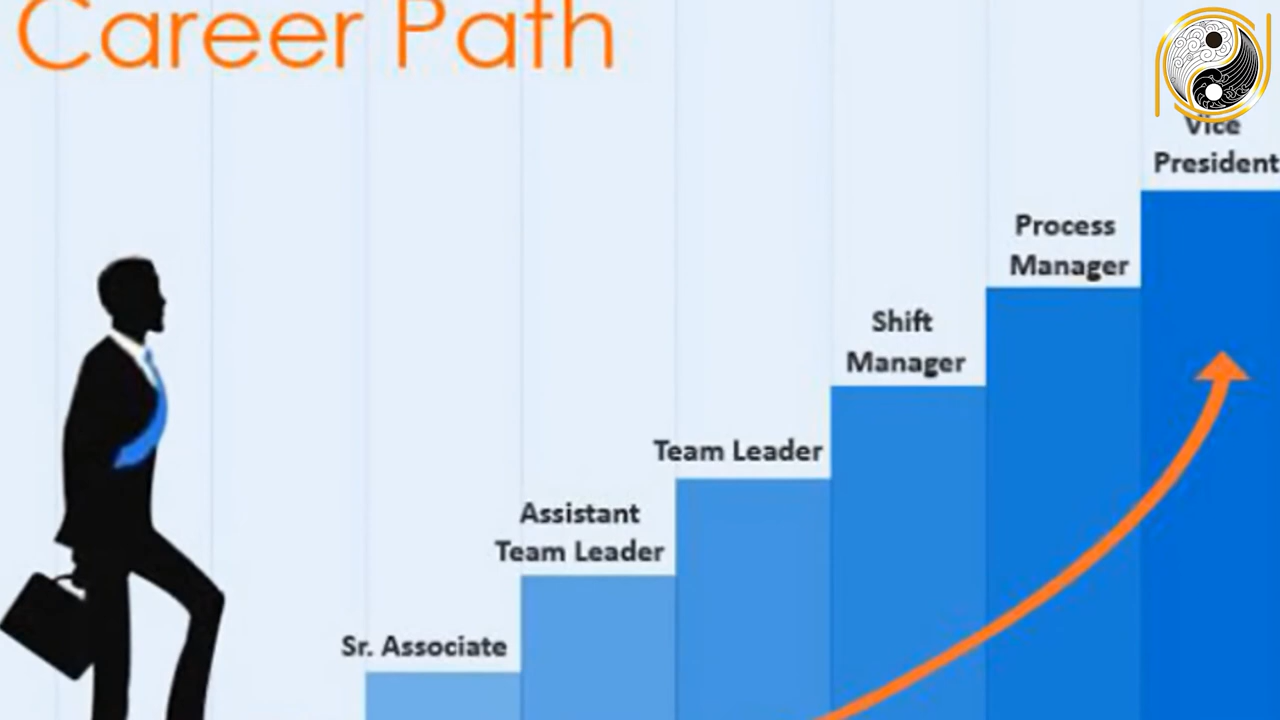 Career Path
Vice
President
Process
Manager
Shift
Manager
Team Leader
Assistant
Team Leader
Sr. Associate